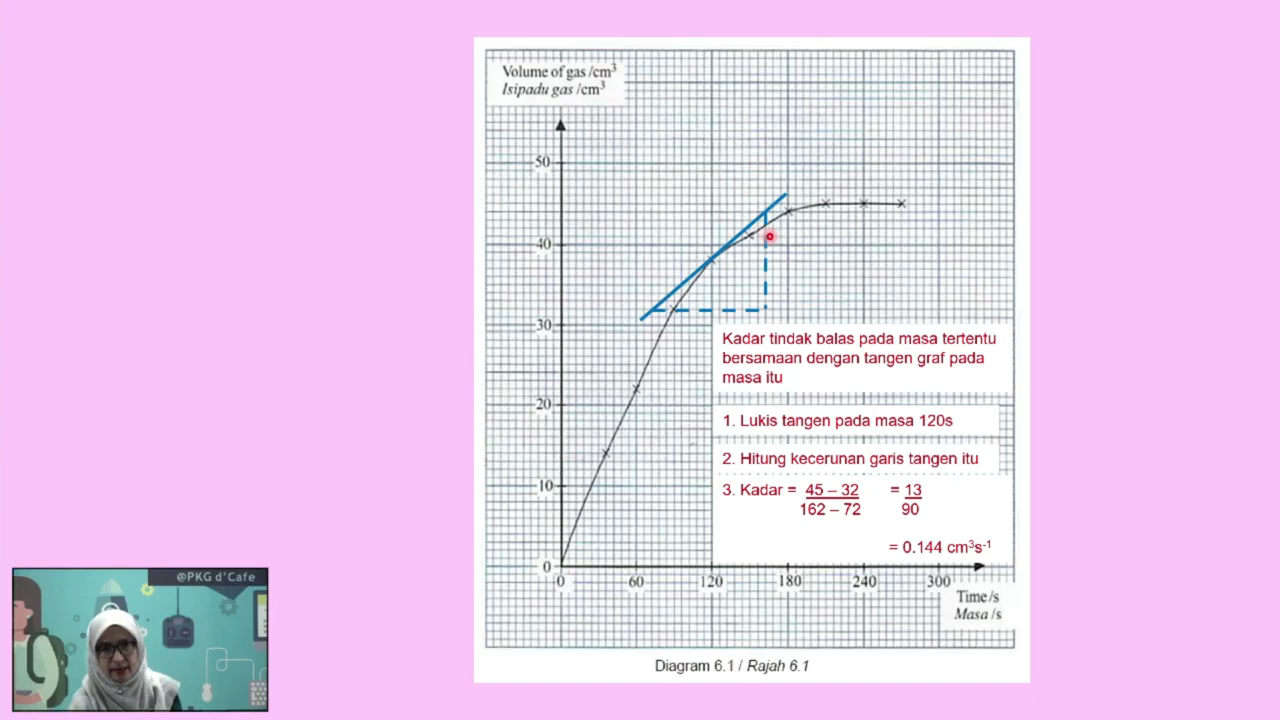 Volume of gas /cm³
Isipadu gas /cm³
50
40
30
20
10
0
0 60 120 180 240 300
Time /s
Masa /s
Kadar tindak balas pada masa tertentu
bersamaan dengan tangen graf pada
masa itu
1. Lukis tangen pada masa 120s
2. Hitung kecerunan garis tangen itu
3. Kadar = 45 – 32 = 13
162 – 72 90
= 0.144 cm³s⁻¹
Diagram 6.1 / Rajah 6.1
@PKG d'Cafe